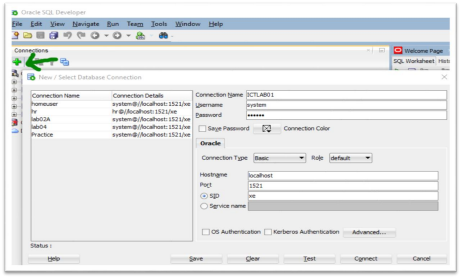 Oracle SQL Developer
File Edit View Navigate Run Team Tools Window Help
Connections
Welcome Page
SQL Worksheet Histo
New / Select Database Connection
Connection Name Connection Details
homeuser system@//localhost:1521/xe
hr hr@//localhost:1521/xe
lab02A system@//localhost:1521/xe
lab04 system@//localhost:1521/xe
Practice system@//localhost:1521/xe
Connection Name ICTLAB01
Username system
Password ••••••
Save Password Connection Color
Oracle
Connection Type Basic Role default
Hostname localhost
Port 1521
SID xe
Service name
OS Authentication Kerberos Authentication Advanced...
Status :
Help Save Clear Test Connect Cancel